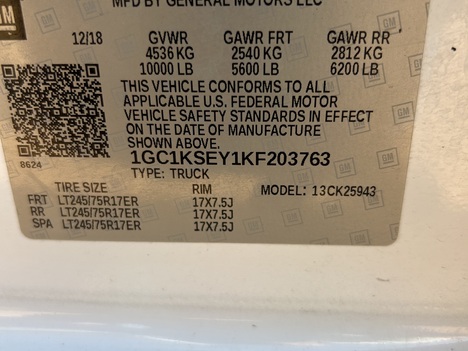 MFD BY GENERAL MOTORS LLC
GM
12/18 GVWR GAWR FRT GAWR RR
4536 KG 2540 KG 2812 KG
10000 LB 5600 LB 6200 LB
THIS VEHICLE CONFORMS TO ALL
APPLICABLE U.S. FEDERAL MOTOR
VEHICLE SAFETY STANDARDS IN EFFECT
ON THE DATE OF MANUFACTURE
SHOWN ABOVE.
8624 1GC1KSEY1KF203763
TYPE: TRUCK
TIRE SIZE RIM MODEL: 13CK25943
FRT LT245/75R17ER 17X7.5J
RR LT245/75R17ER 17X7.5J
SPA LT245/75R17ER 17X7.5J